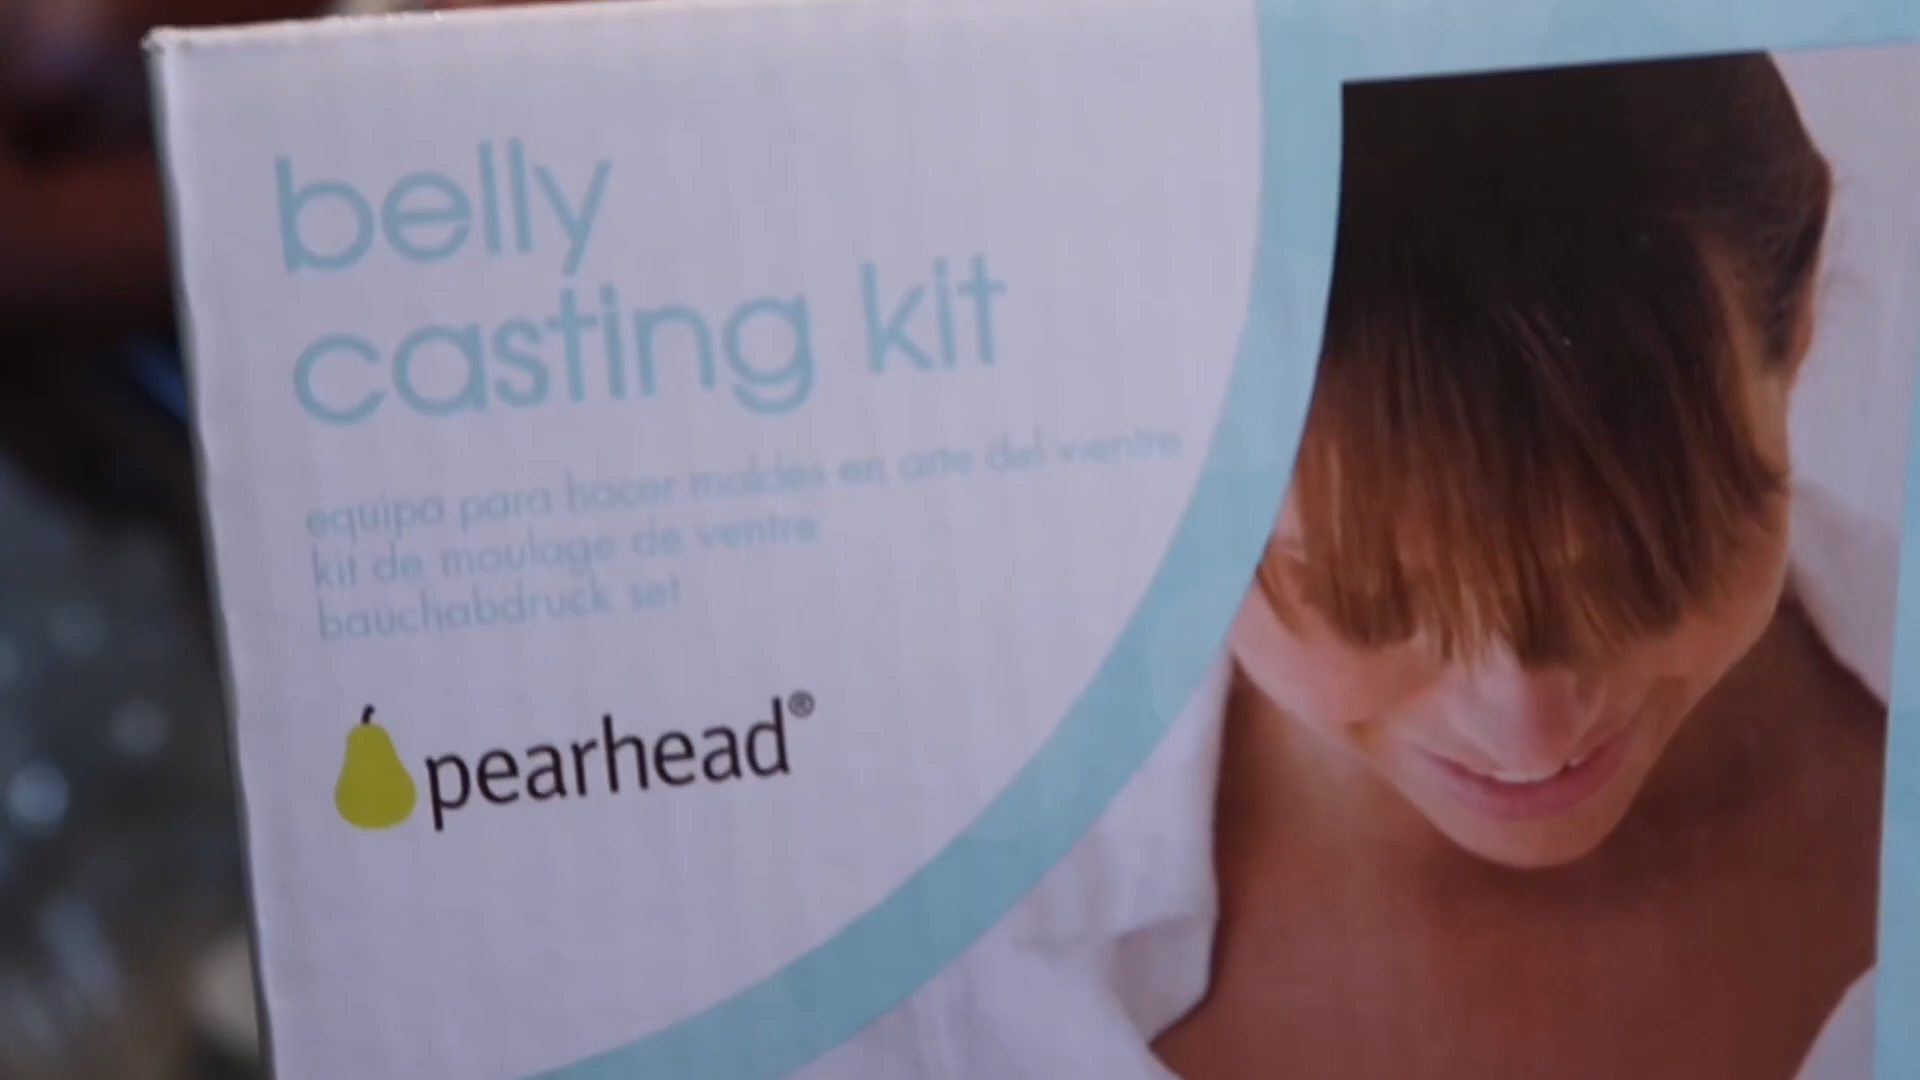 belly
casting kit
equipo para hacer moldes en arte del vientre
kit de moulage de ventre
bauchabdruck set
pearhead®